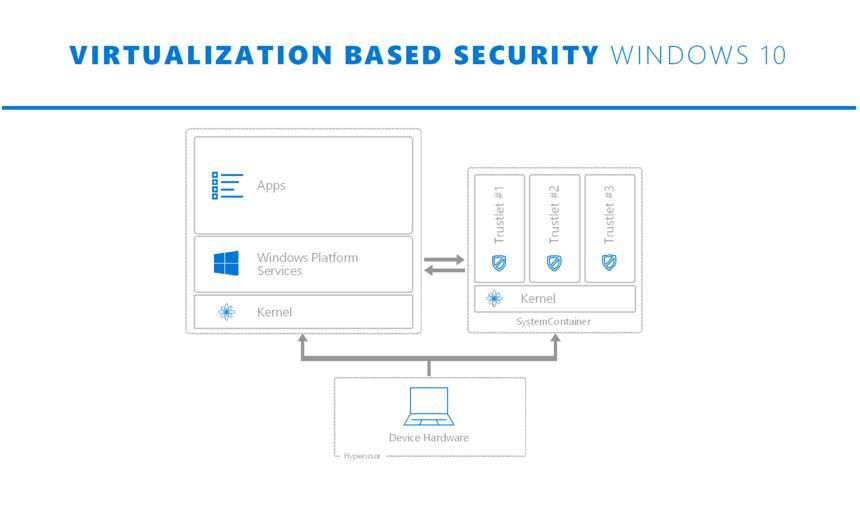 VIRTUALIZATION BASED SECURITY WINDOWS 10
Apps
Windows Platform
Services
Kernel
Trustlet #1
Trustlet #2
Trustlet #3
Kernel
SystemContainer
Device Hardware
Hypervisor